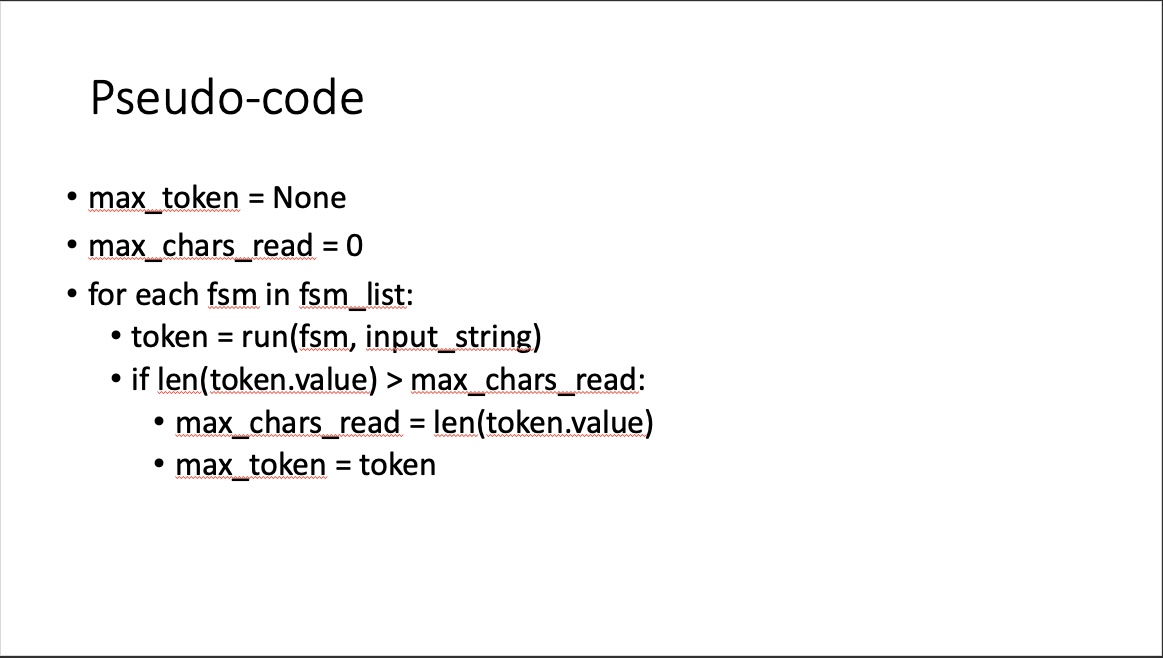 Pseudo-code
• max_token = None
• max_chars_read = 0
• for each fsm in fsm_list:
• token = run(fsm, input_string)
• if len(token.value) > max_chars_read:
• max_chars_read = len(token.value)
• max_token = token